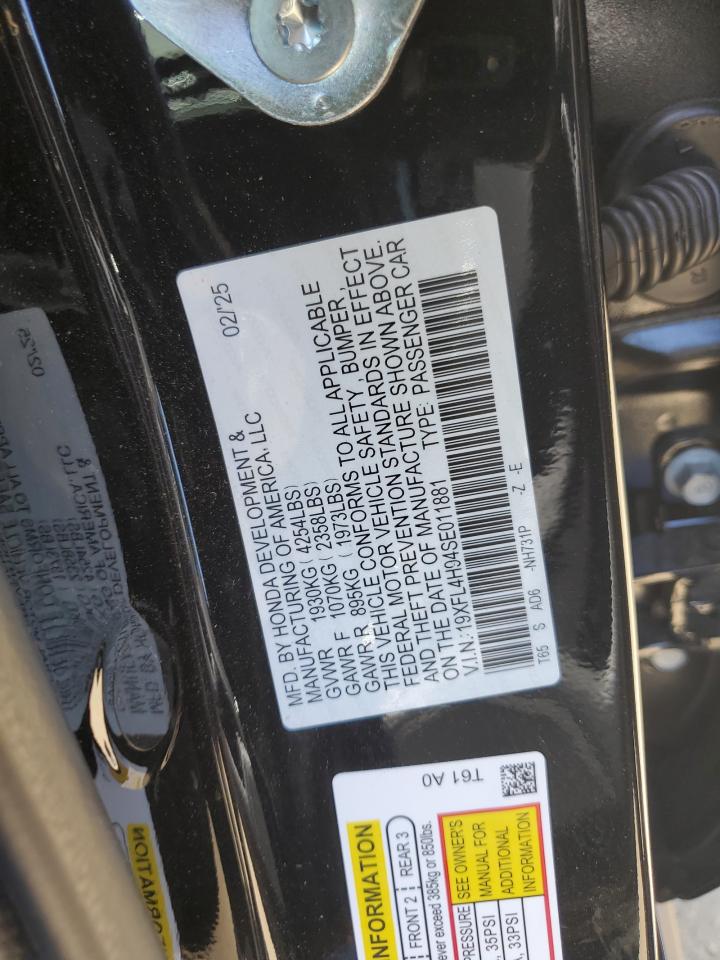 02/'25
MFD. BY HONDA DEVELOPMENT &
MANUFACTURING OF AMERICA, LLC
GVWR 1930KG ( 4254LBS)
GAWR F 1070KG ( 2358LBS)
GAWR R 895KG ( 1973LBS)
THIS VEHICLE CONFORMS TO ALL APPLICABLE
FEDERAL MOTOR VEHICLE SAFETY, BUMPER,
AND THEFT PREVENTION STANDARDS IN EFFECT
ON THE DATE OF MANUFACTURE SHOWN ABOVE.
V.I.N.: 19XFL4H94SE011881 TYPE: PASSENGER CAR
T65 S AD6 -NH731P -Z -E
T61 A0
INFORMATION
FRONT 2 REAR 3
never exceed 385kg or 850lbs.
PRESSURE
35PSI
33PSI
SEE OWNER'S
MANUAL FOR
ADDITIONAL
INFORMATION